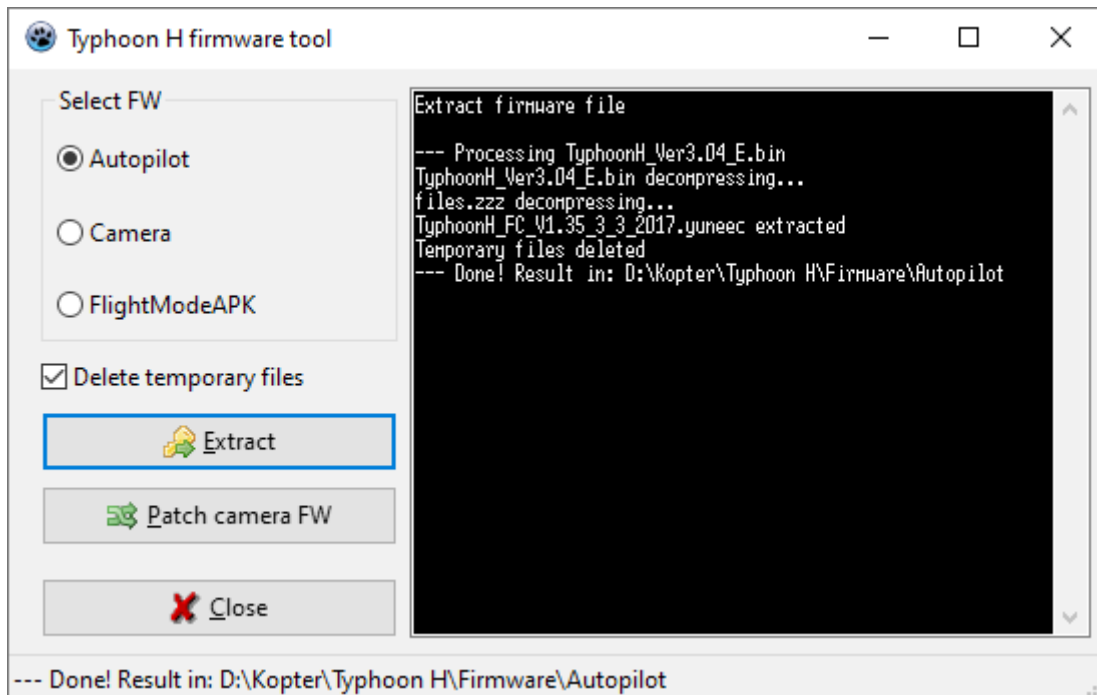 Typhoon H firmware tool
Select FW
Autopilot
Camera
FlightModeAPK
Delete temporary files
Extract
Patch camera FW
Close
Extract firmware file
--- Processing TyphoonH_Ver3.04_E.bin
TyphoonH_Ver3.04_E.bin decompressing...
files.zzz decompressing...
TyphoonH_FC_V1.35_3_3_2017.yuneec extracted
Temporary files deleted
--- Done! Result in: D:\Kopter\Typhoon H\Firmware\Autopilot
--- Done! Result in: D:\Kopter\Typhoon H\Firmware\Autopilot